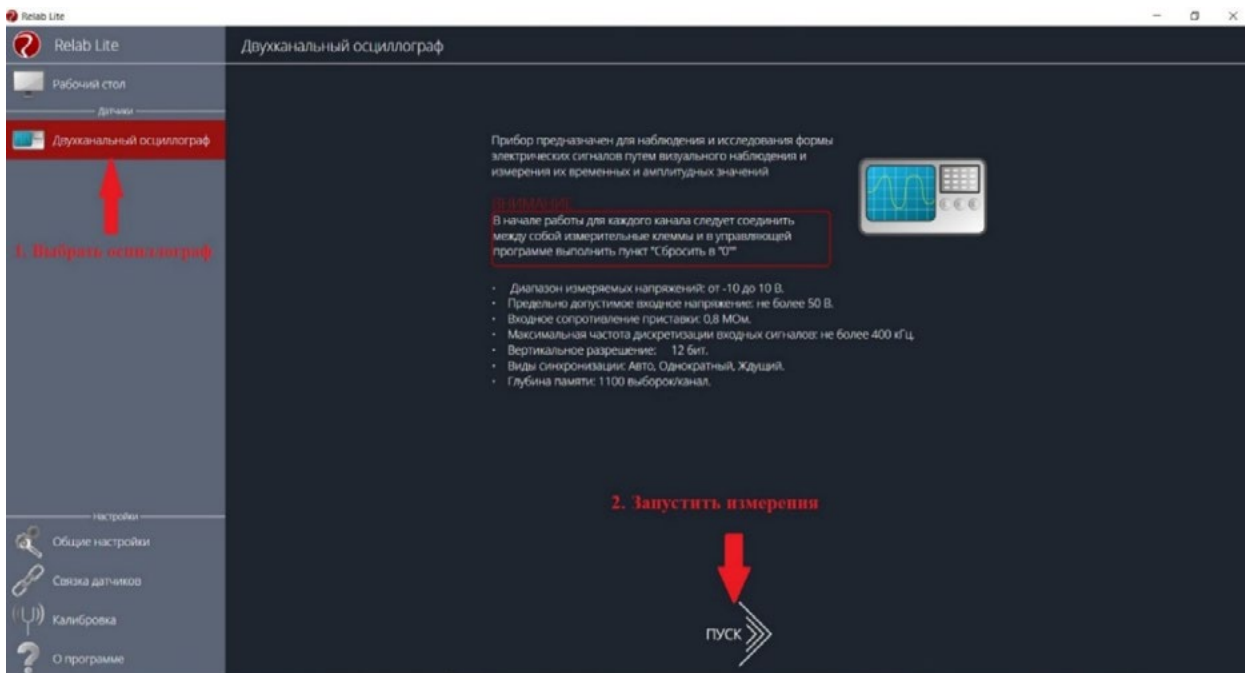 Relab Lite
Relab Lite
Двухканальный осциллограф
Рабочий стол
Датчики
Двухканальный осциллограф
1. Выбрать осциллограф
Прибор предназначен для наблюдения и исследования формы
электрических сигналов путем визуального наблюдения и
измерения их временных и амплитудных значений
ВНИМАНИЕ
В начале работы для каждого канала следует соединить
между собой измерительные клеммы и в управляющей
программе выполнить пункт "Сбросить в "0""
• Диапазон измеряемых напряжений: от -10 до 10 В.
• Предельно допустимое входное напряжение: не более 50 В.
• Входное сопротивление приставки: 0,8 МОм.
• Максимальная частота дискретизации входных сигналов: не более 400 кГц.
• Вертикальное разрешение: 12 бит.
• Виды синхронизации: Авто, Однократный, Ждущий.
• Глубина памяти: 1100 выборок/канал.
2. Запустить измерения
ПУСК
Настройки
Общие настройки
Связка датчиков
Калибровка
О программе